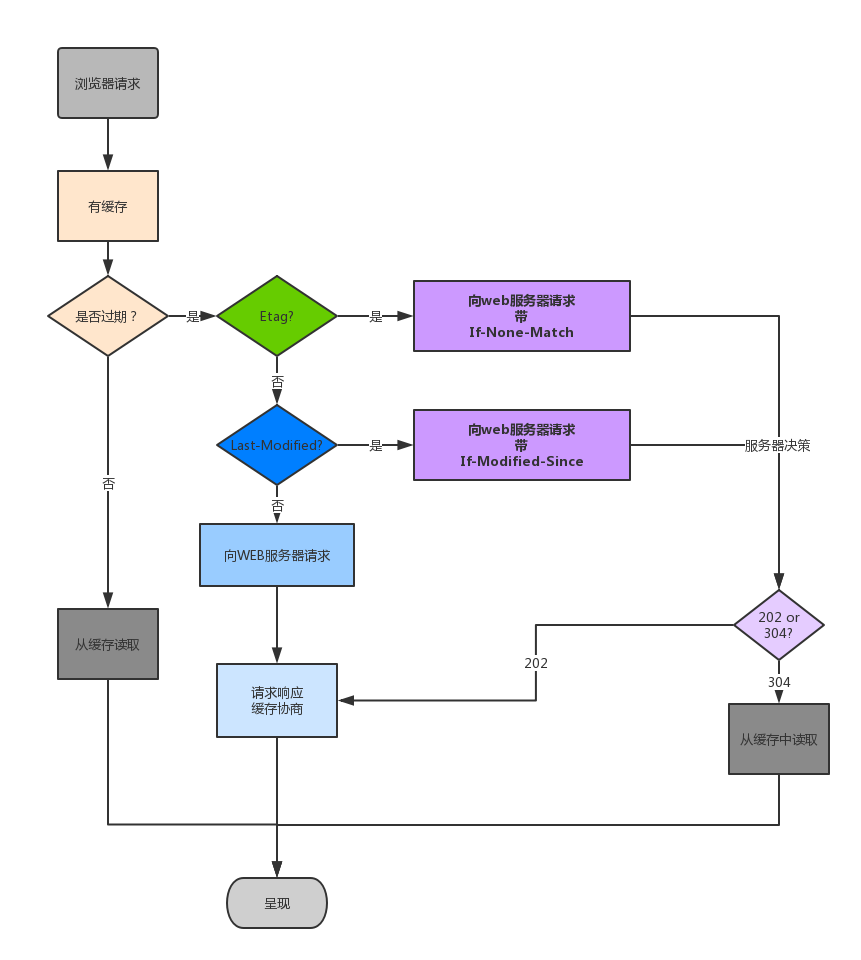 浏览器请求
有缓存
是否过期？
是
Etag?
是
向web服务器请求
带
If-None-Match
否
Last-Modified?
是
向web服务器请求
带
If-Modified-Since
服务器决策
否
否
向WEB服务器请求
从缓存读取
202 or
304?
202
304
请求响应
缓存协商
从缓存中读取
呈现